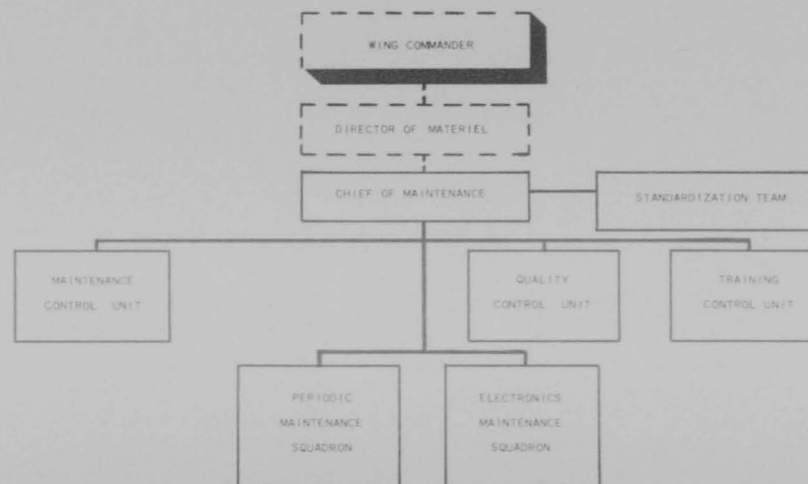 WING COMMANDER
DIRECTOR OF MATERIEL
CHIEF OF MAINTENANCE
STANDARDIZATION TEAM
MAINTENANCE
CONTROL UNIT
QUALITY
CONTROL UNIT
TRAINING
CONTROL UNIT
PERIODIC
MAINTENANCE
SQUADRON
ELECTRONICS
MAINTENANCE
SQUADRON